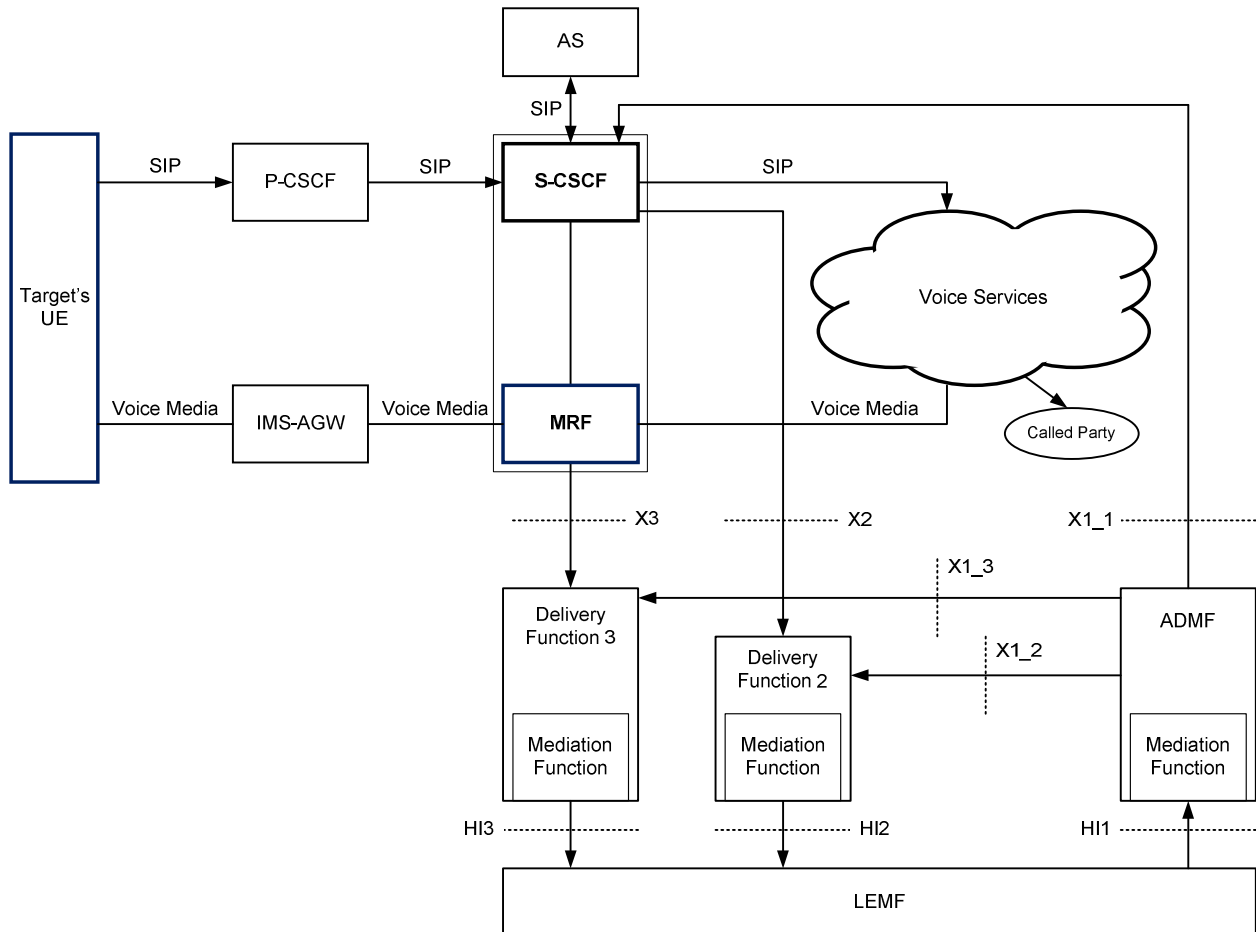 AS
SIP
SIP
P-CSCF
SIP
S-CSCF
SIP
Target's
UE
Voice Services
Voice Media
IMS-AGW
Voice Media
MRF
Voice Media
Called Party
X3
X2
X1_1
X1_3
Delivery
Function 3
ADMF
X1_2
Delivery
Function 2
Mediation
Function
Mediation
Function
Mediation
Function
HI3
HI2
HI1
LEMF